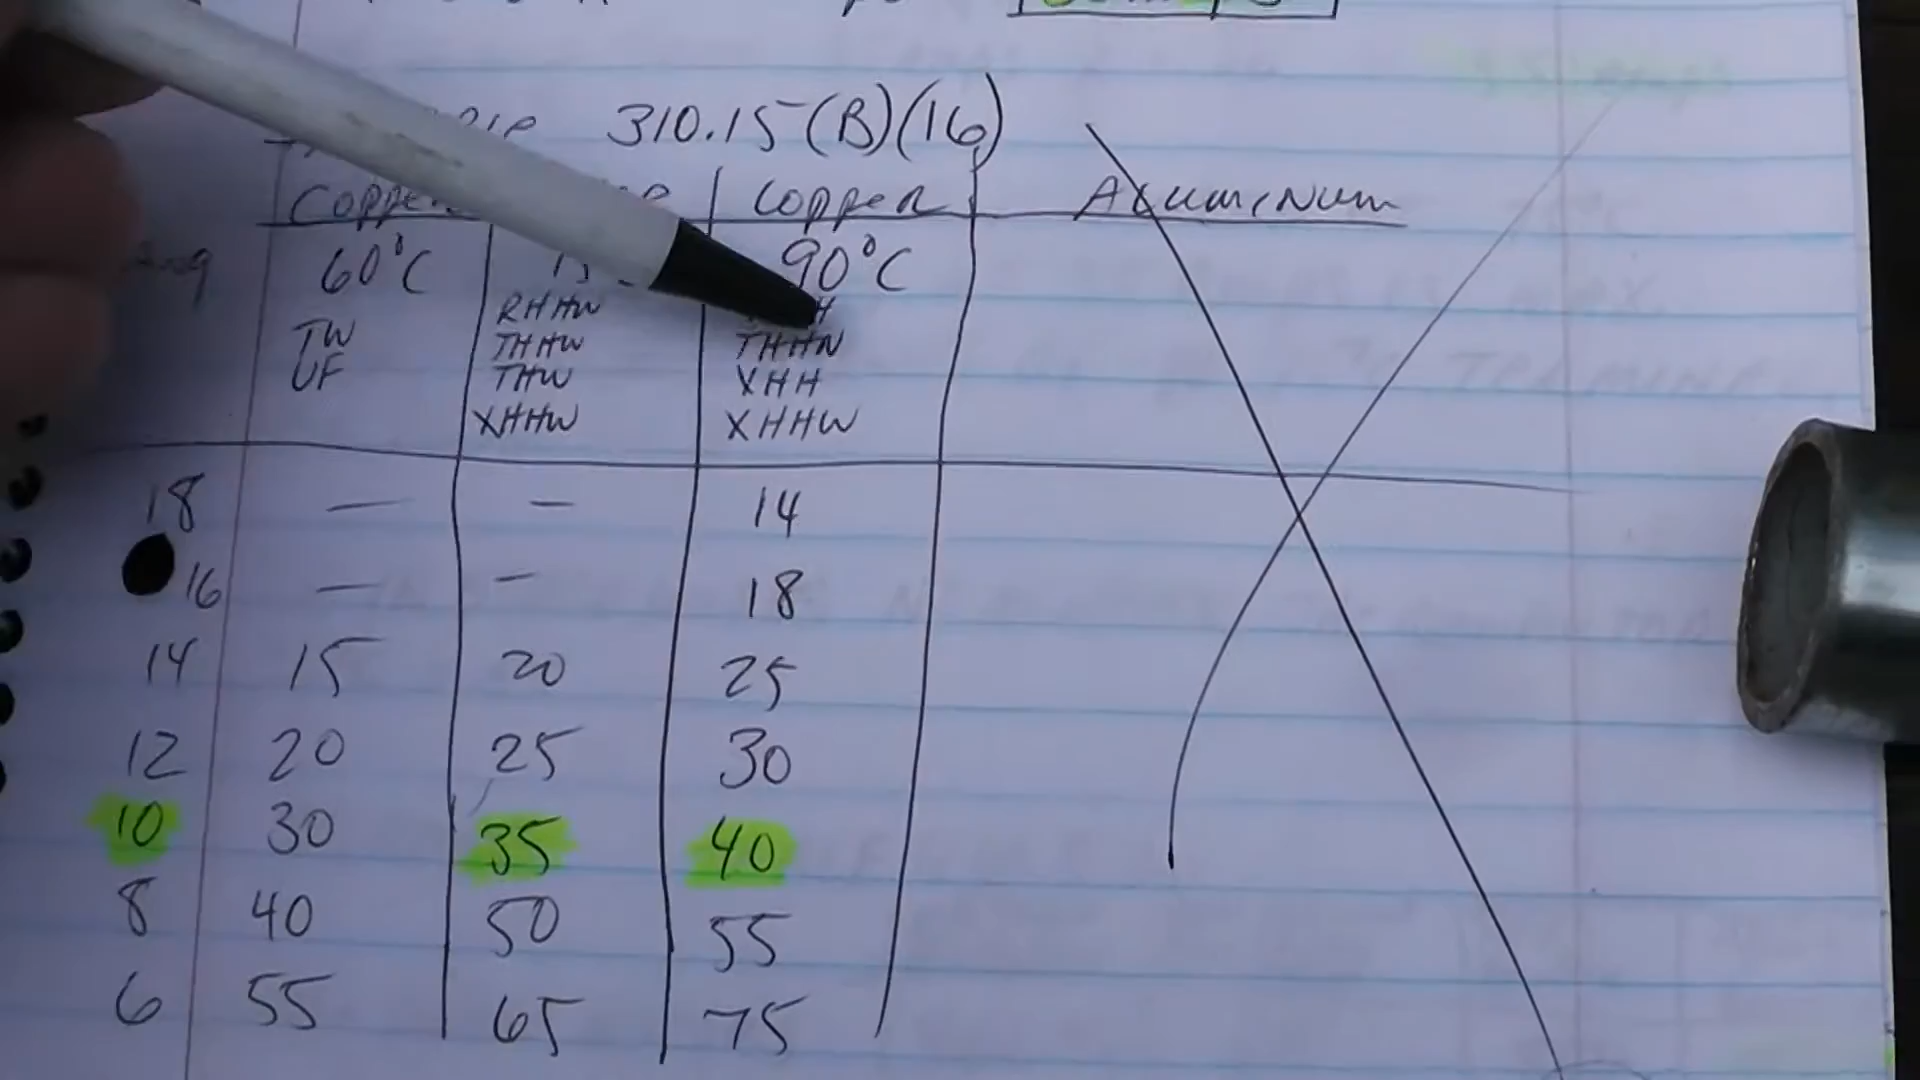 310.15(B)(16)
Copper Copper Aluminum
60°C 90°C
RHHW
TW THHW THHN
UF THW XHH
XHHW XHHW
18 — — 14
16 — — 18
14 15 20 25
12 20 25 30
10 30 35 40
8 40 50 55
6 55 65 75